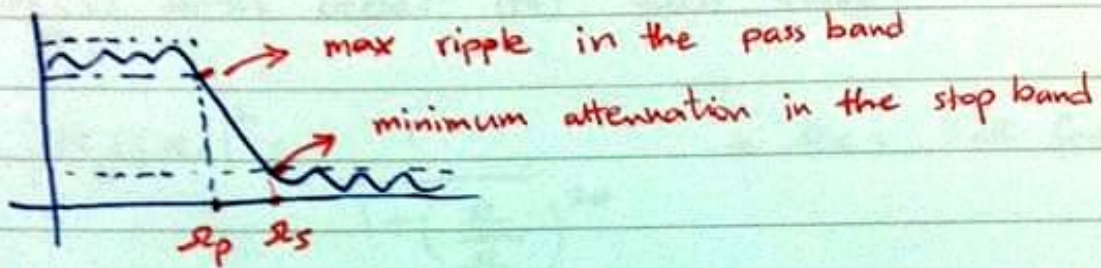 max ripple in the pass band
minimum attenuation in the stop band
Ωp Ωs